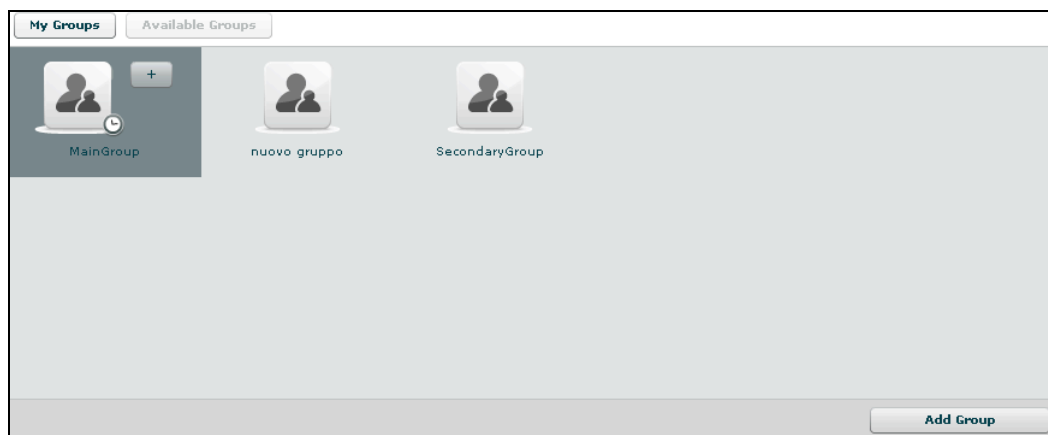 My Groups
Available Groups
+
MainGroup
nuovo gruppo
SecondaryGroup
Add Group